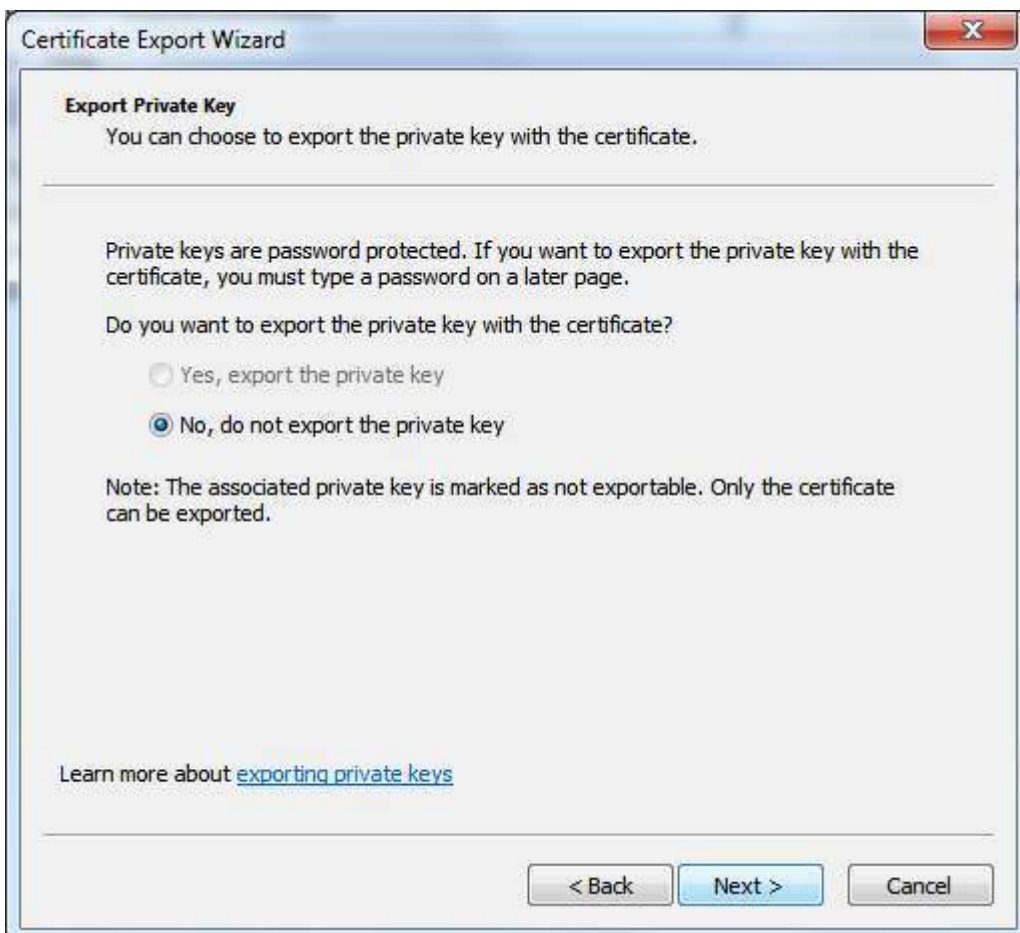 Certificate Export Wizard
Export Private Key
You can choose to export the private key with the certificate.
Private keys are password protected. If you want to export the private key with the
certificate, you must type a password on a later page.
Do you want to export the private key with the certificate?
Yes, export the private key
No, do not export the private key
Note: The associated private key is marked as not exportable. Only the certificate
can be exported.
Learn more about exporting private keys
< Back
Next >
Cancel